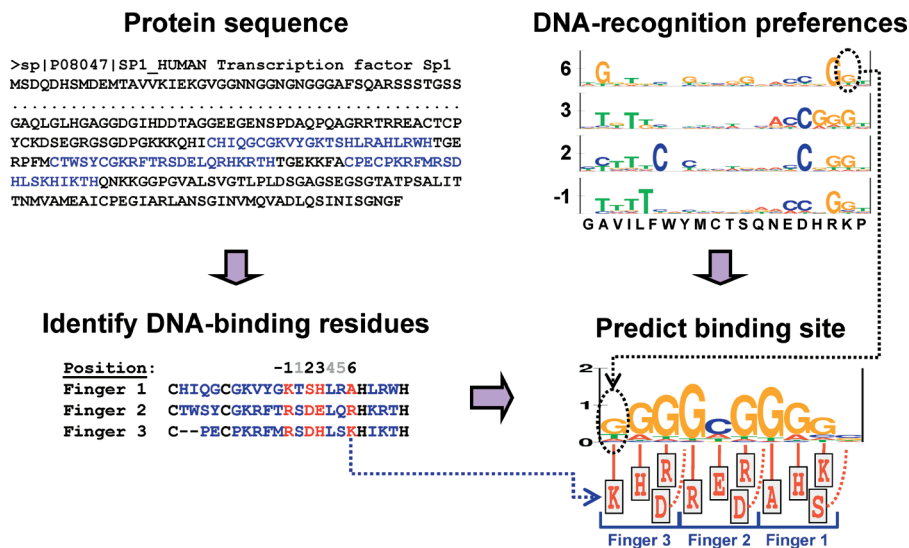 Protein sequence
>sp|P08047|SP1_HUMAN Transcription factor Sp1
MSDQDHSMDEMTAVVKIEKGVGGNNGGNGNGGGAFSQARSSSTGSS
..............................................
GAQLGLHGAGGDGIHDDTAGGEEGENSPDAQPQAGRRTRREACTCP
YCKDSEGRGSGDPGKKKQHICHIQGCGKVYGKTSHLRAHLRWHTGE
RPFMCTWSYCGKRFTRSDELQRHKRTHTGEKKFACPECPKRFMRSD
HLSKHIKTHQNKKGGPGVALSVGTLPLDSGAGSEGSGTATPSALIT
TNMVAMEAICPEGIARLANSGINVMQVADLQSINISGNGF
DNA-recognition preferences
6
3
2
-1
G A V I L F W Y M C T S Q N E D H R K P
Identify DNA-binding residues
Position: -1123456
Finger 1 CHIQGCGKVYGKTSHLRAHLRWH
Finger 2 CTWSYCGKRFTRSDELQRHKRTH
Finger 3 C--PECPKRFMRSDHLSKHIKTH
Predict binding site
2
1
0
G G G G C G G G G C
K H R D R E R D A H K S
Finger 3 Finger 2 Finger 1